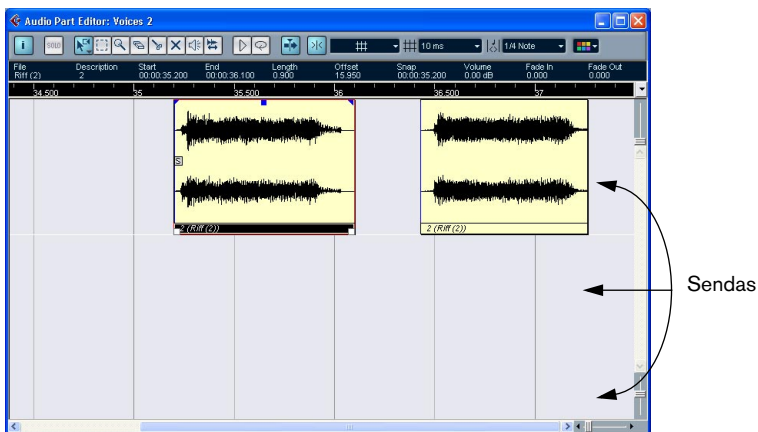 Audio Part Editor: Voices 2
i SOLO 10 ms 1/4 Note
File Description Start End Length Offset Snap Volume Fade In Fade Out
Riff (2) 2 00:00:35.200 00:00:36.100 0.900 15.950 00:00:35.200 0.00 dB 0.000 0.000
34.500 35 35.500 36 36.500 37
S
2 (Riff (2)) 2 (Riff (2))
Sendas